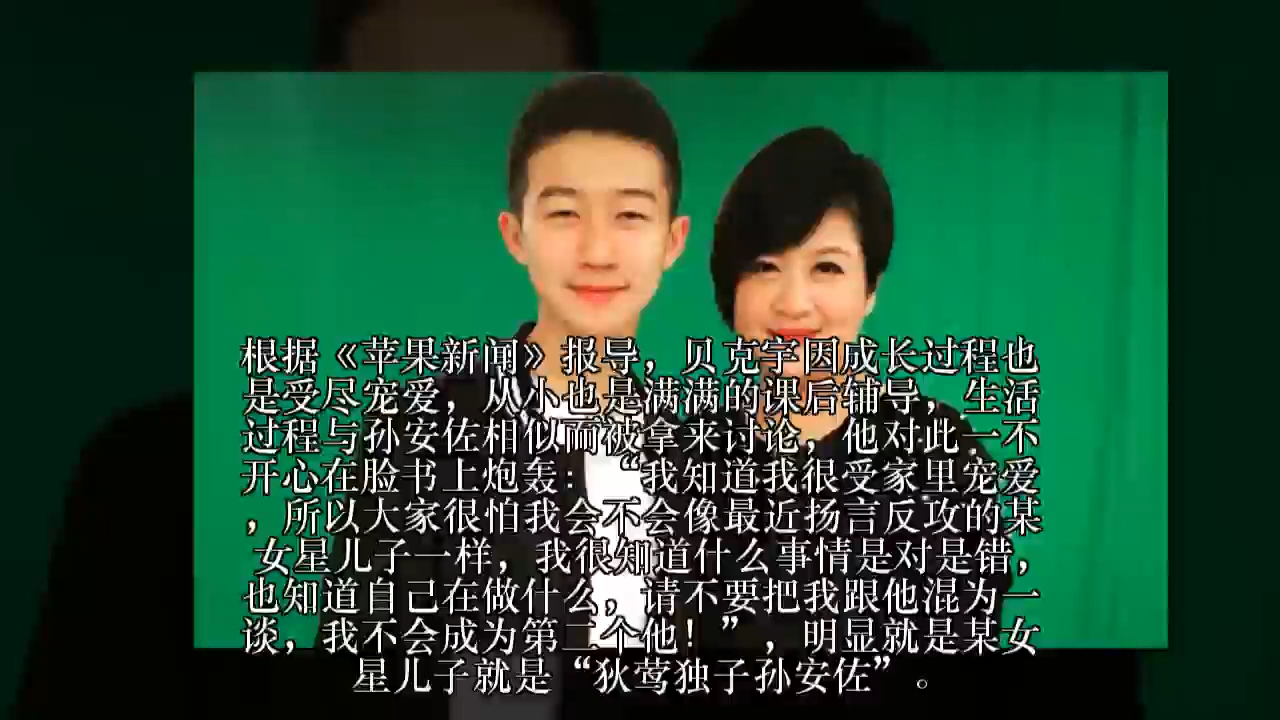 根据《苹果新闻》报导，贝克宇因成长过程也
是受尽宠爱，从小也是满满的课后辅导，生活
过程与孙安佐相似而被拿来讨论，他对此一不
开心在脸书上炮轰：“我知道我很受家里宠爱
，所以大家很怕我会不会像最近扬言反攻的某
女星儿子一样，我很知道什么事情是对是错，
也知道自己在做什么，请不要把我跟他混为一
谈，我不会成为第二个他！”，明显就是某女
星儿子就是“狄莺独子孙安佐”。